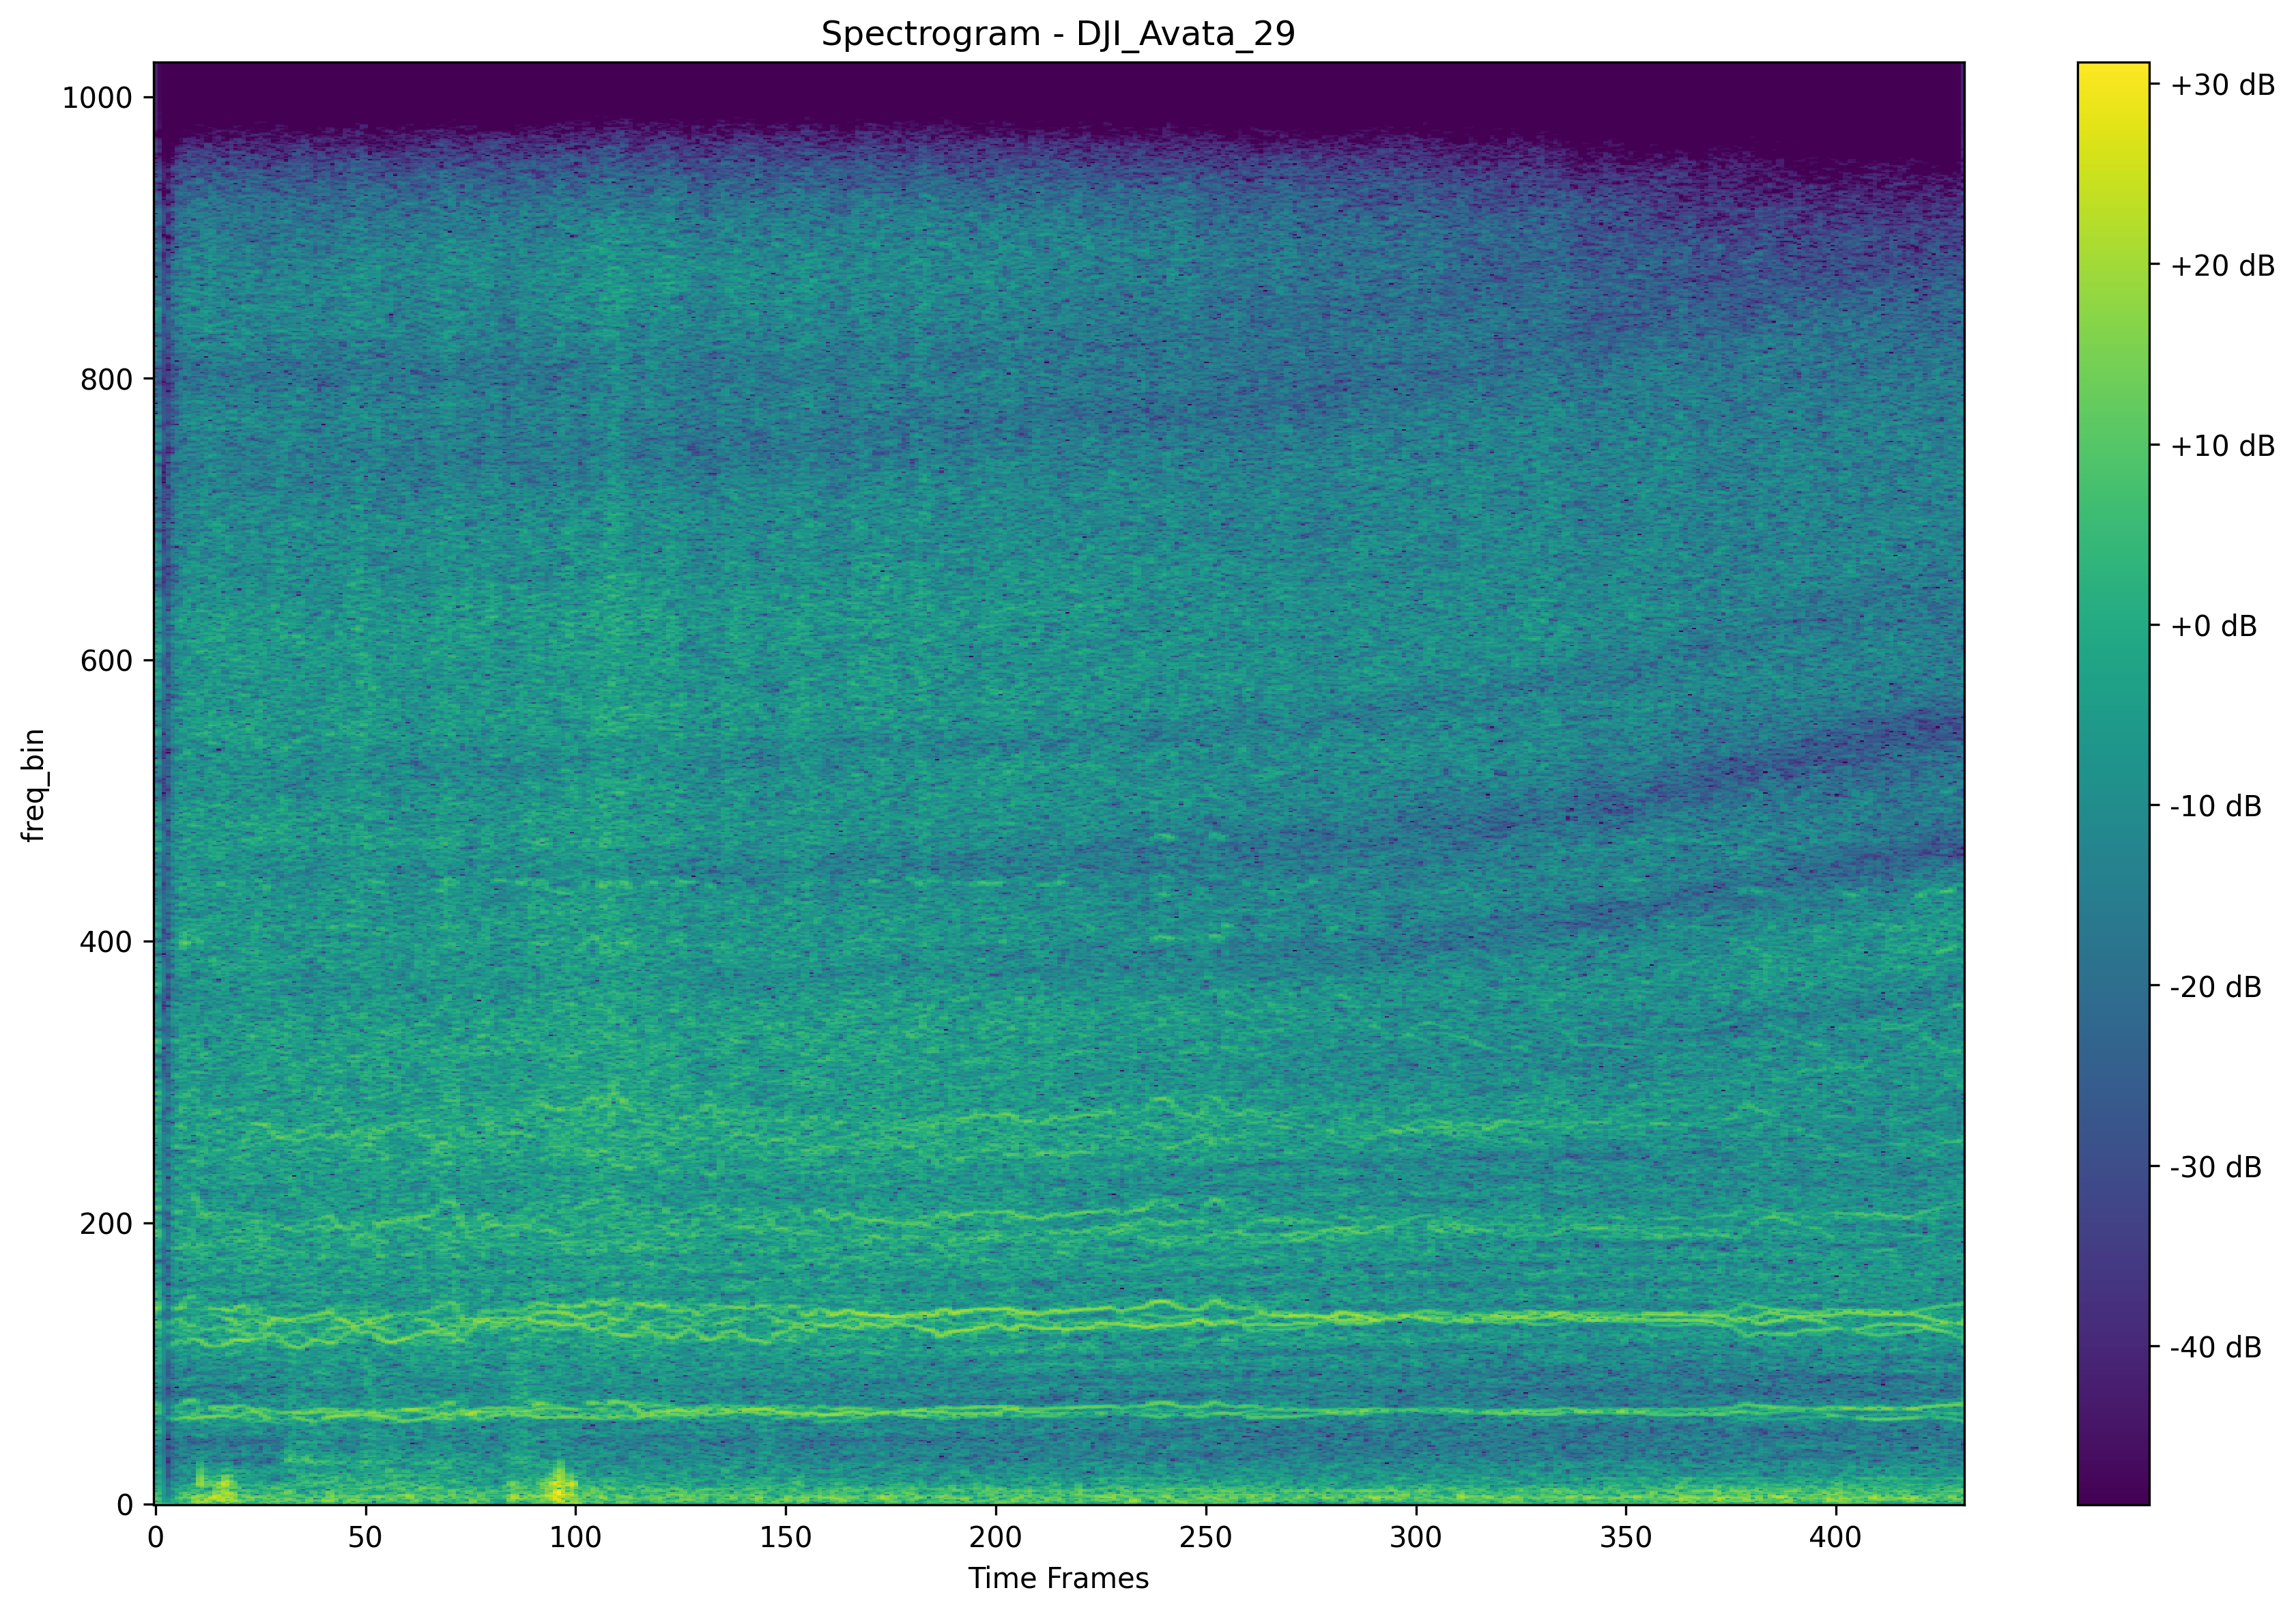 Spectrogram - DJI_Avata_29
1000
800
600
400
200
0
freq_bin
0 50 100 150 200 250 300 350 400
Time Frames
+30 dB
+20 dB
+10 dB
+0 dB
-10 dB
-20 dB
-30 dB
-40 dB